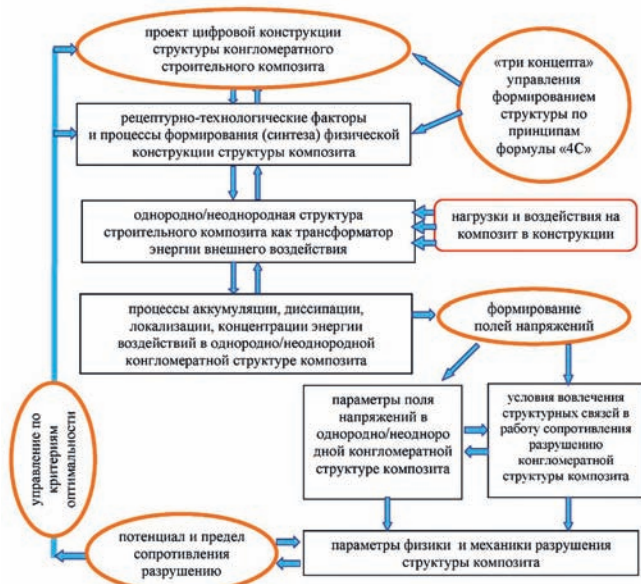 проект цифровой конструкции
структуры конгломератного
строительного композита
«три концепта»
управления
формированием
структуры по
принципам
формулы «4С»
рецептурно-технологические факторы
и процессы формирования (синтеза) физической
конструкции структуры композита
однородно/неоднородная структура
строительного композита как трансформатор
энергии внешнего воздействия
нагрузки и воздействия на
композит в конструкции
процессы аккумуляции, диссипации,
локализации, концентрации энергии
воздействий в однородно/неоднородной
конгломератной структуре композита
формирование
полей напряжений
параметры поля
напряжений в
однородно/неодноро
дной конгломератной
структуре композита
условия вовлечения
структурных связей в
работу сопротивления
разрушению
конгломератной
структуры композита
управление по
критериям
оптимальности
потенциал и предел
сопротивления
разрушению
параметры физики и механики разрушения
структуры композита